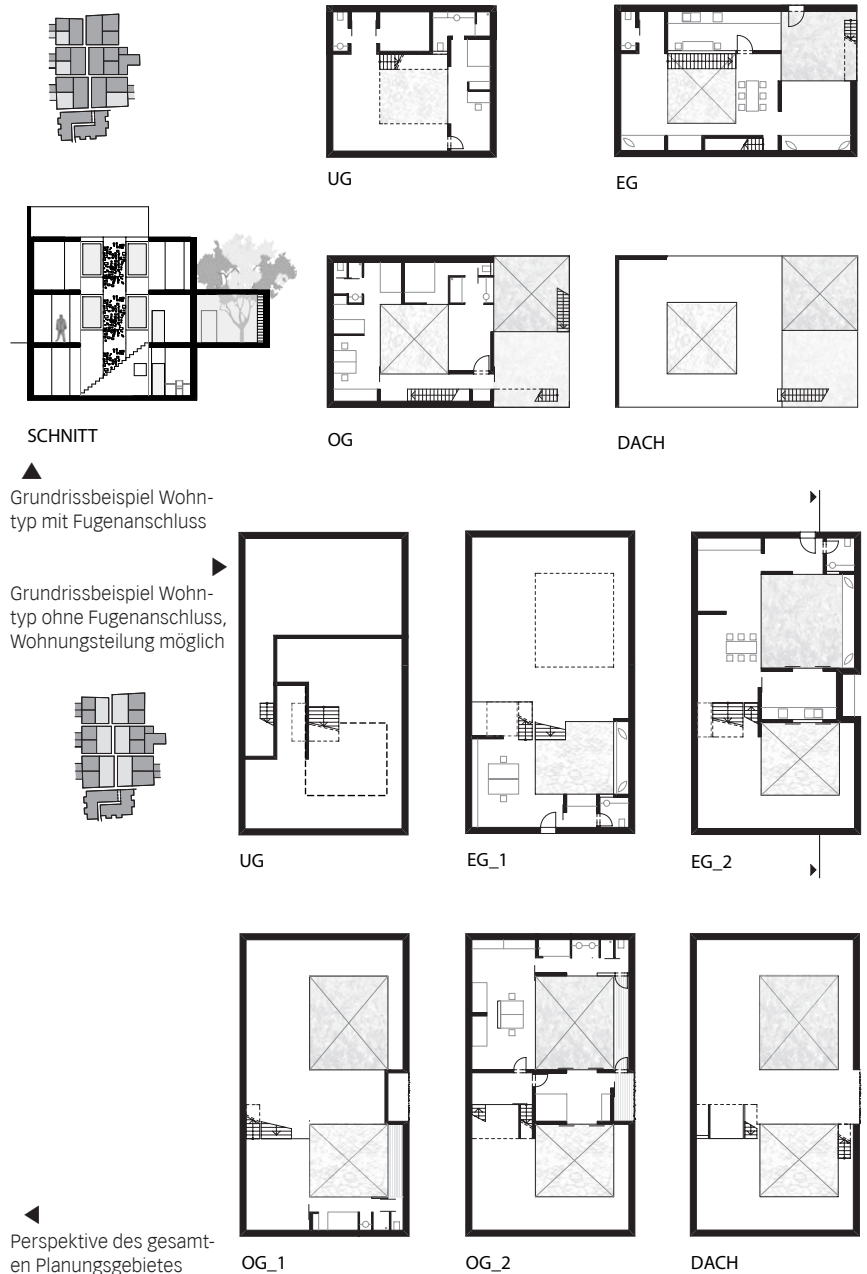 UG
EG
SCHNITT
OG
DACH
Grundrissbeispiel Wohn-
typ mit Fugenanschluss
Grundrissbeispiel Wohn-
typ ohne Fugenanschluss,
Wohnungsteilung möglich
UG
EG_1
EG_2
Perspektive des gesamt-
en Planungsgebietes
OG_1
OG_2
DACH